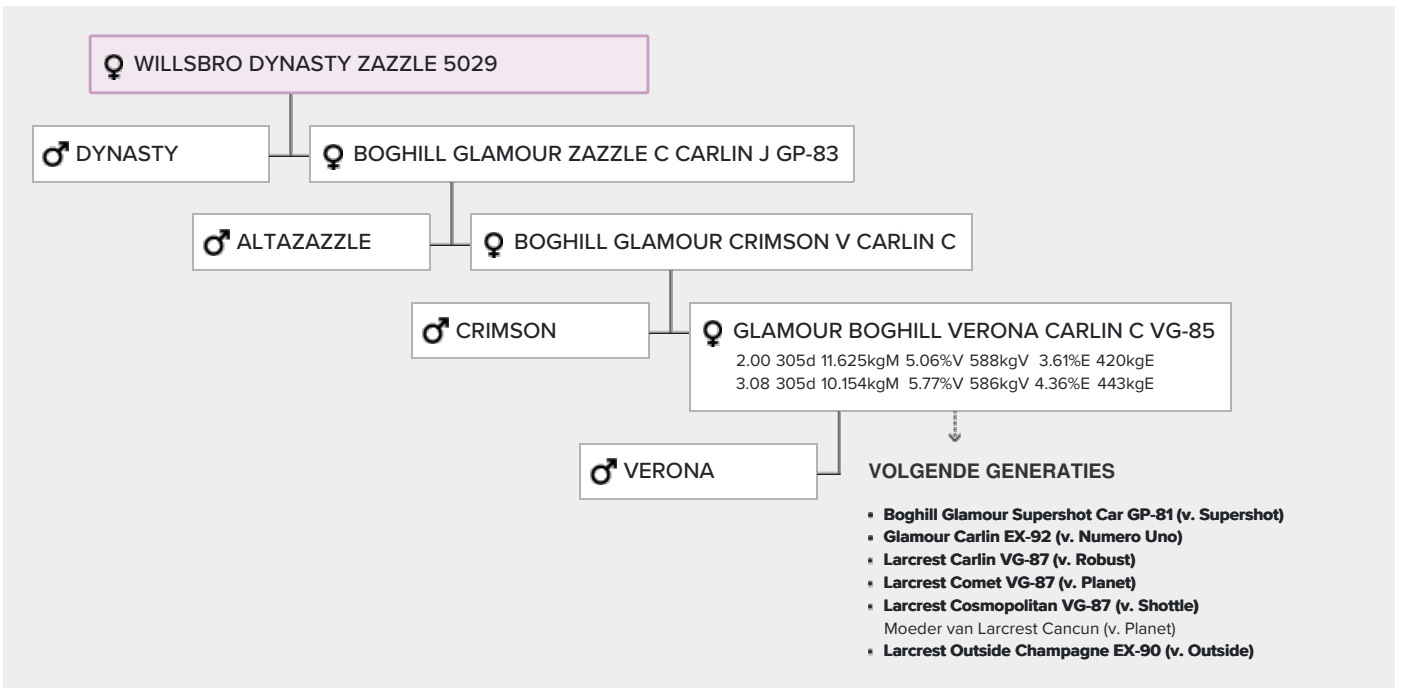 WILLSBRO DYNASTY ZAZZLE 5029
DYNASTY
BOGHILL GLAMOUR ZAZZLE C CARLIN J GP-83
ALTAZAZZLE
BOGHILL GLAMOUR CRIMSON V CARLIN C
CRIMSON
GLAMOUR BOGHILL VERONA CARLIN C VG-85
2.00 305d 11.625kgM 5.06%V 588kgV 3.61%E 420kgE
3.08 305d 10.154kgM 5.77%V 586kgV 4.36%E 443kgE
VERONA
VOLGENDE GENERATIES
▪ Boghill Glamour Supershot Car GP-81 (v. Supershot)
▪ Glamour Carlin EX-92 (v. Numero Uno)
▪ Larcrest Carlin VG-87 (v. Robust)
▪ Larcrest Comet VG-87 (v. Planet)
▪ Larcrest Cosmopolitan VG-87 (v. Shottle)
Moeder van Larcrest Cancun (v. Planet)
▪ Larcrest Outside Champagne EX-90 (v. Outside)